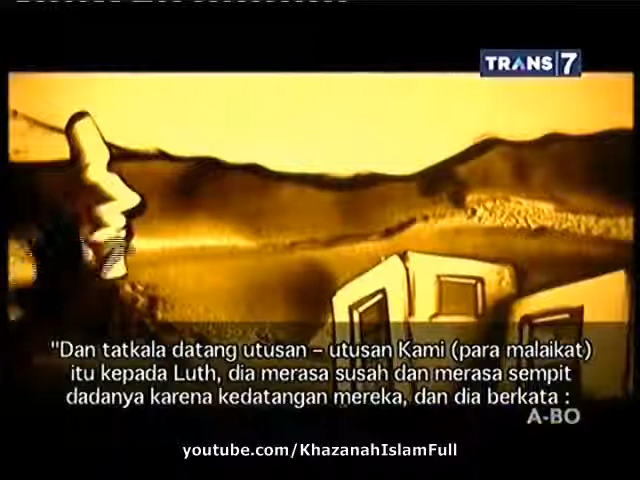 TRANS 7
"Dan tatkala datang utusan – utusan Kami (para malaikat)
itu kepada Luth, dia merasa susah dan merasa sempit
dadanya karena kedatangan mereka, dan dia berkata :
A-BO
youtube.com/KhazanahIslamFull